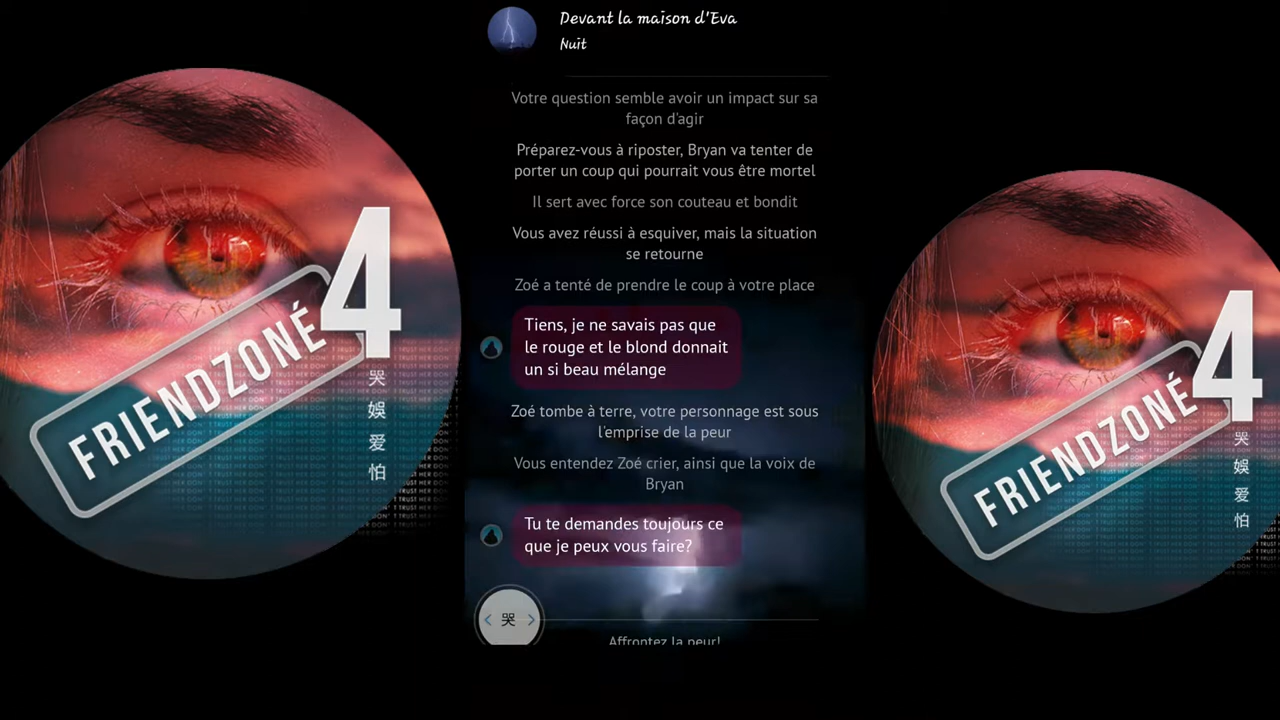 Devant la maison d'Eva
Nuit
Votre question semble avoir un impact sur sa
façon d'agir
Préparez-vous à riposter, Bryan va tenter de
porter un coup qui pourrait vous être mortel
Il sert avec force son couteau et bondit
Vous avez réussi à esquiver, mais la situation
se retourne
Zoé a tenté de prendre le coup à votre place
Tiens, je ne savais pas que
le rouge et le blond donnait
un si beau mélange
Zoé tombe à terre, votre personnage est sous
l'emprise de la peur
Vous entendez Zoé crier, ainsi que la voix de
Bryan
Tu te demandes toujours ce
que je peux vous faire?
< 哭 >
Affrontez la peur!
FRIENDZONÉ
4
哭
娯
爱
怕
FRIENDZONÉ
4
哭
娯
爱
怕